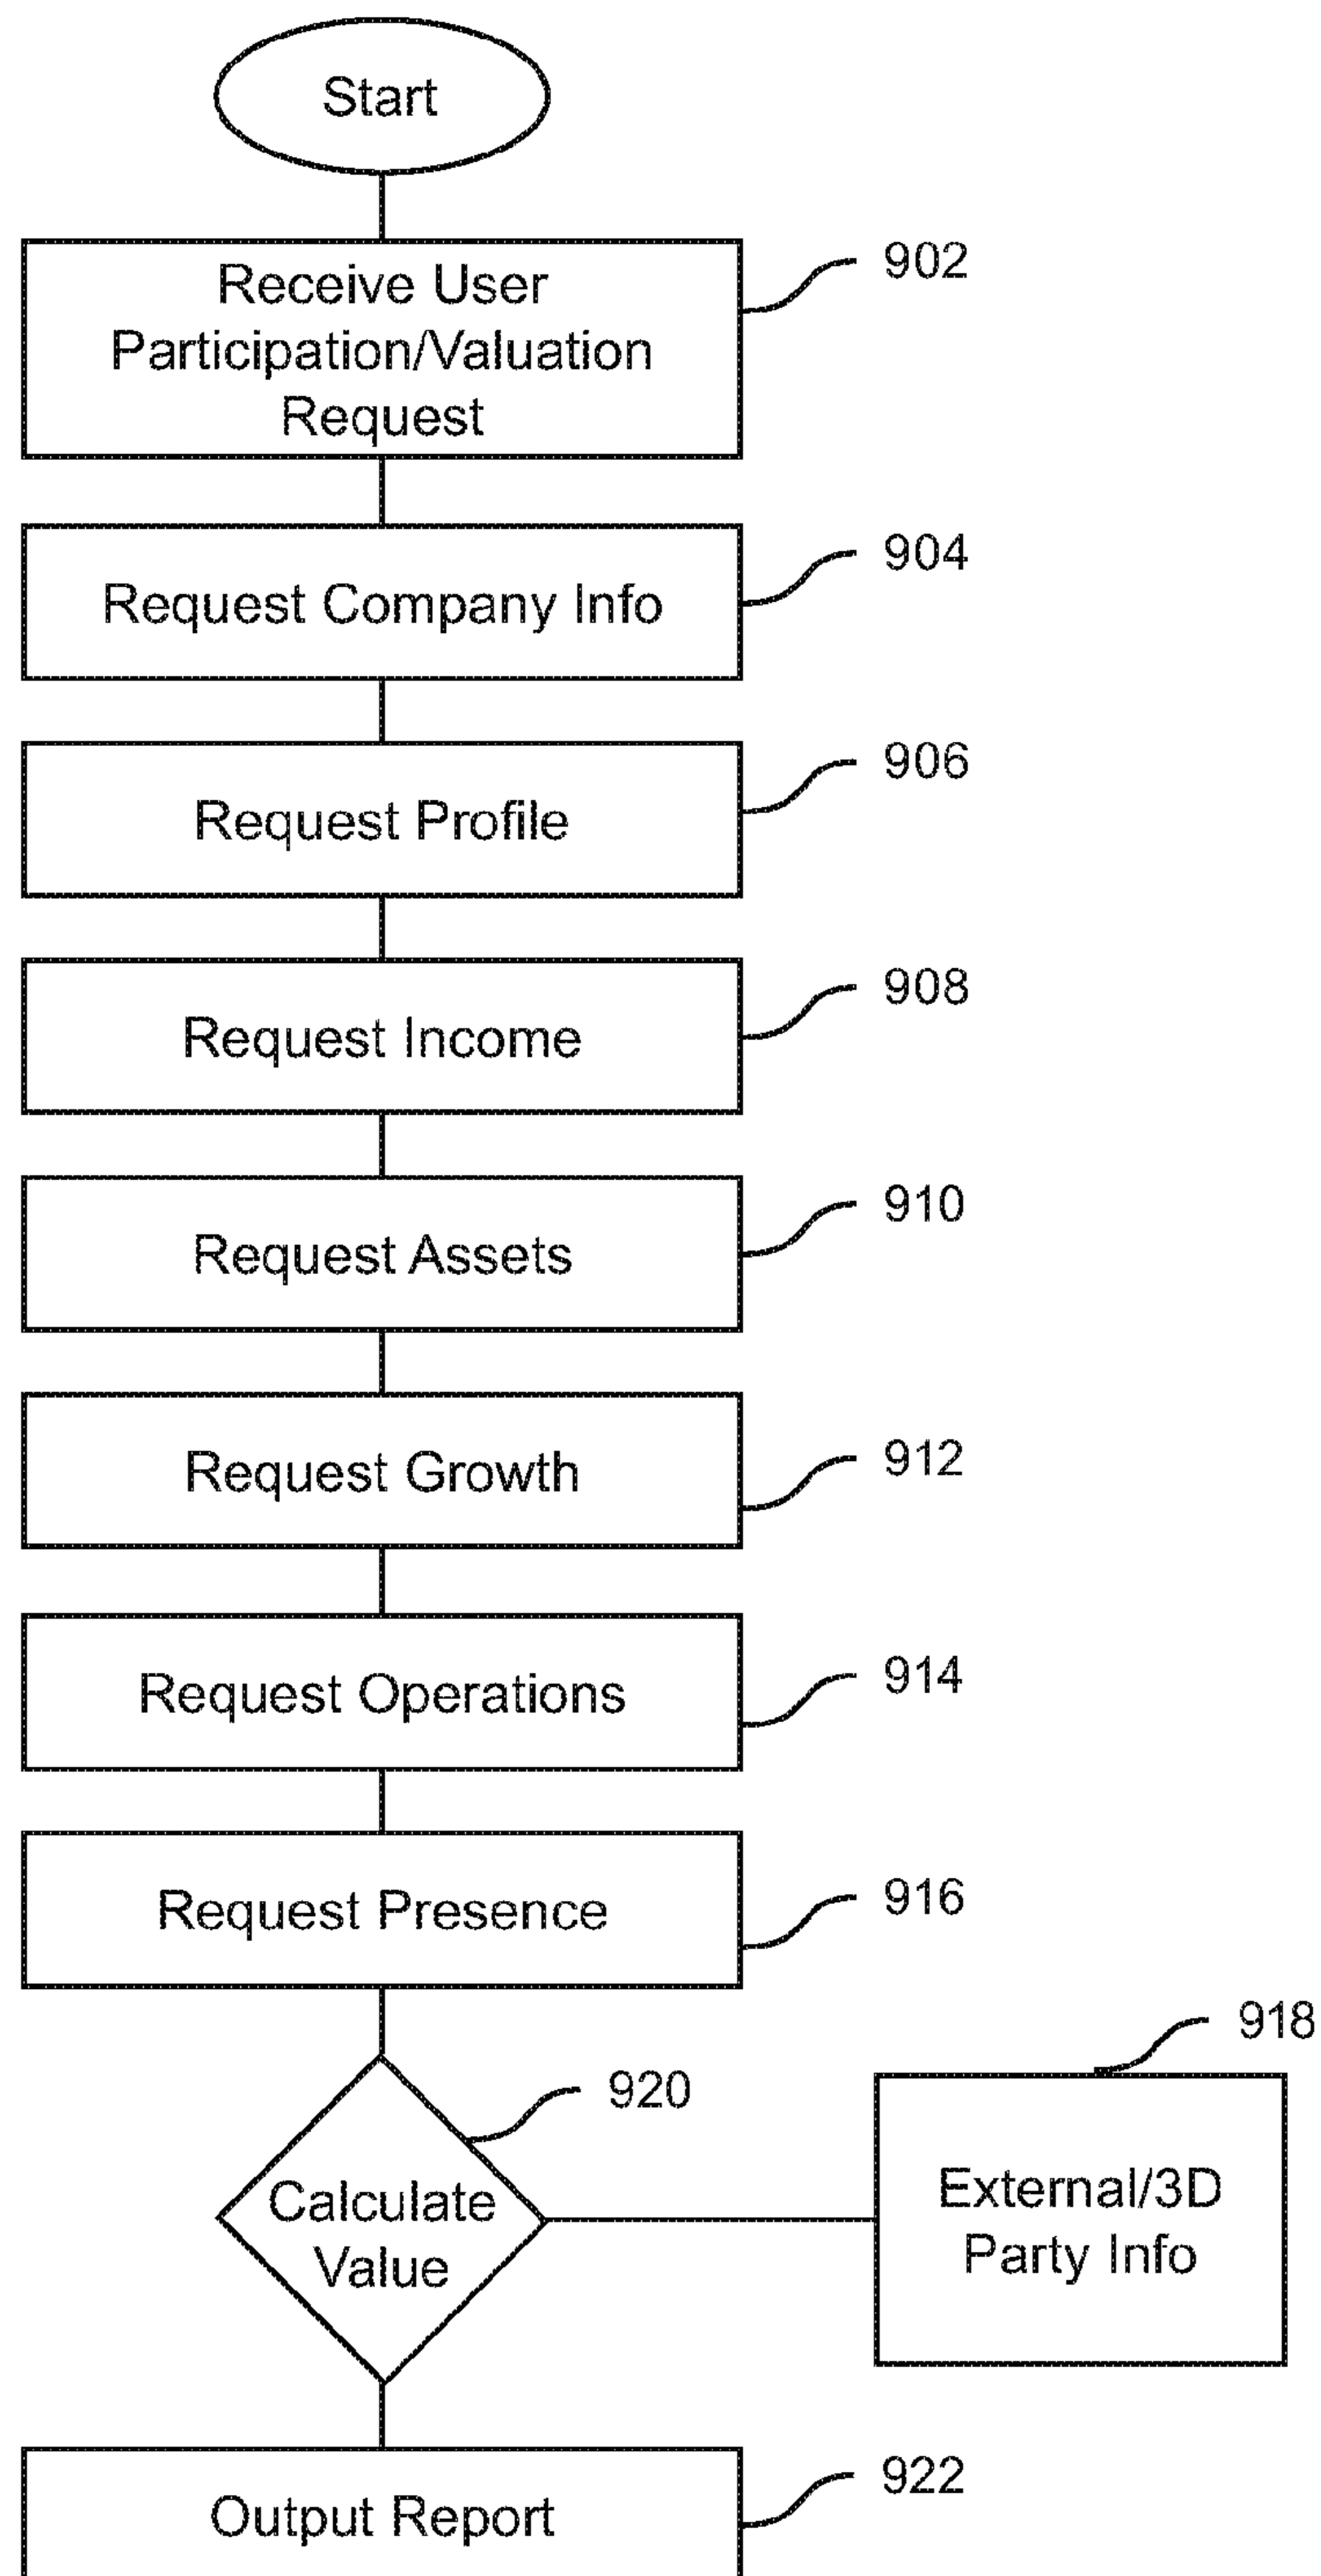 Start
Receive User
Participation/Valuation
Request
902
Request Company Info
904
Request Profile
906
Request Income
908
Request Assets
910
Request Growth
912
Request Operations
914
Request Presence
916
918
920
Calculate
Value
External/3D
Party Info
Output Report
922